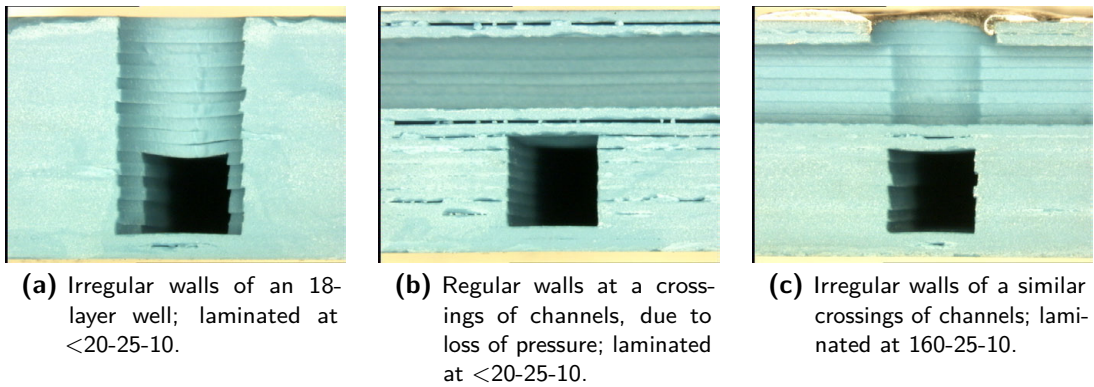 (a) Irregular walls of an 18-
layer well; laminated at
<20-25-10.
(b) Regular walls at a cross-
ings of channels, due to
loss of pressure; laminated
at <20-25-10.
(c) Irregular walls of a similar
crossings of channels; lami-
nated at 160-25-10.